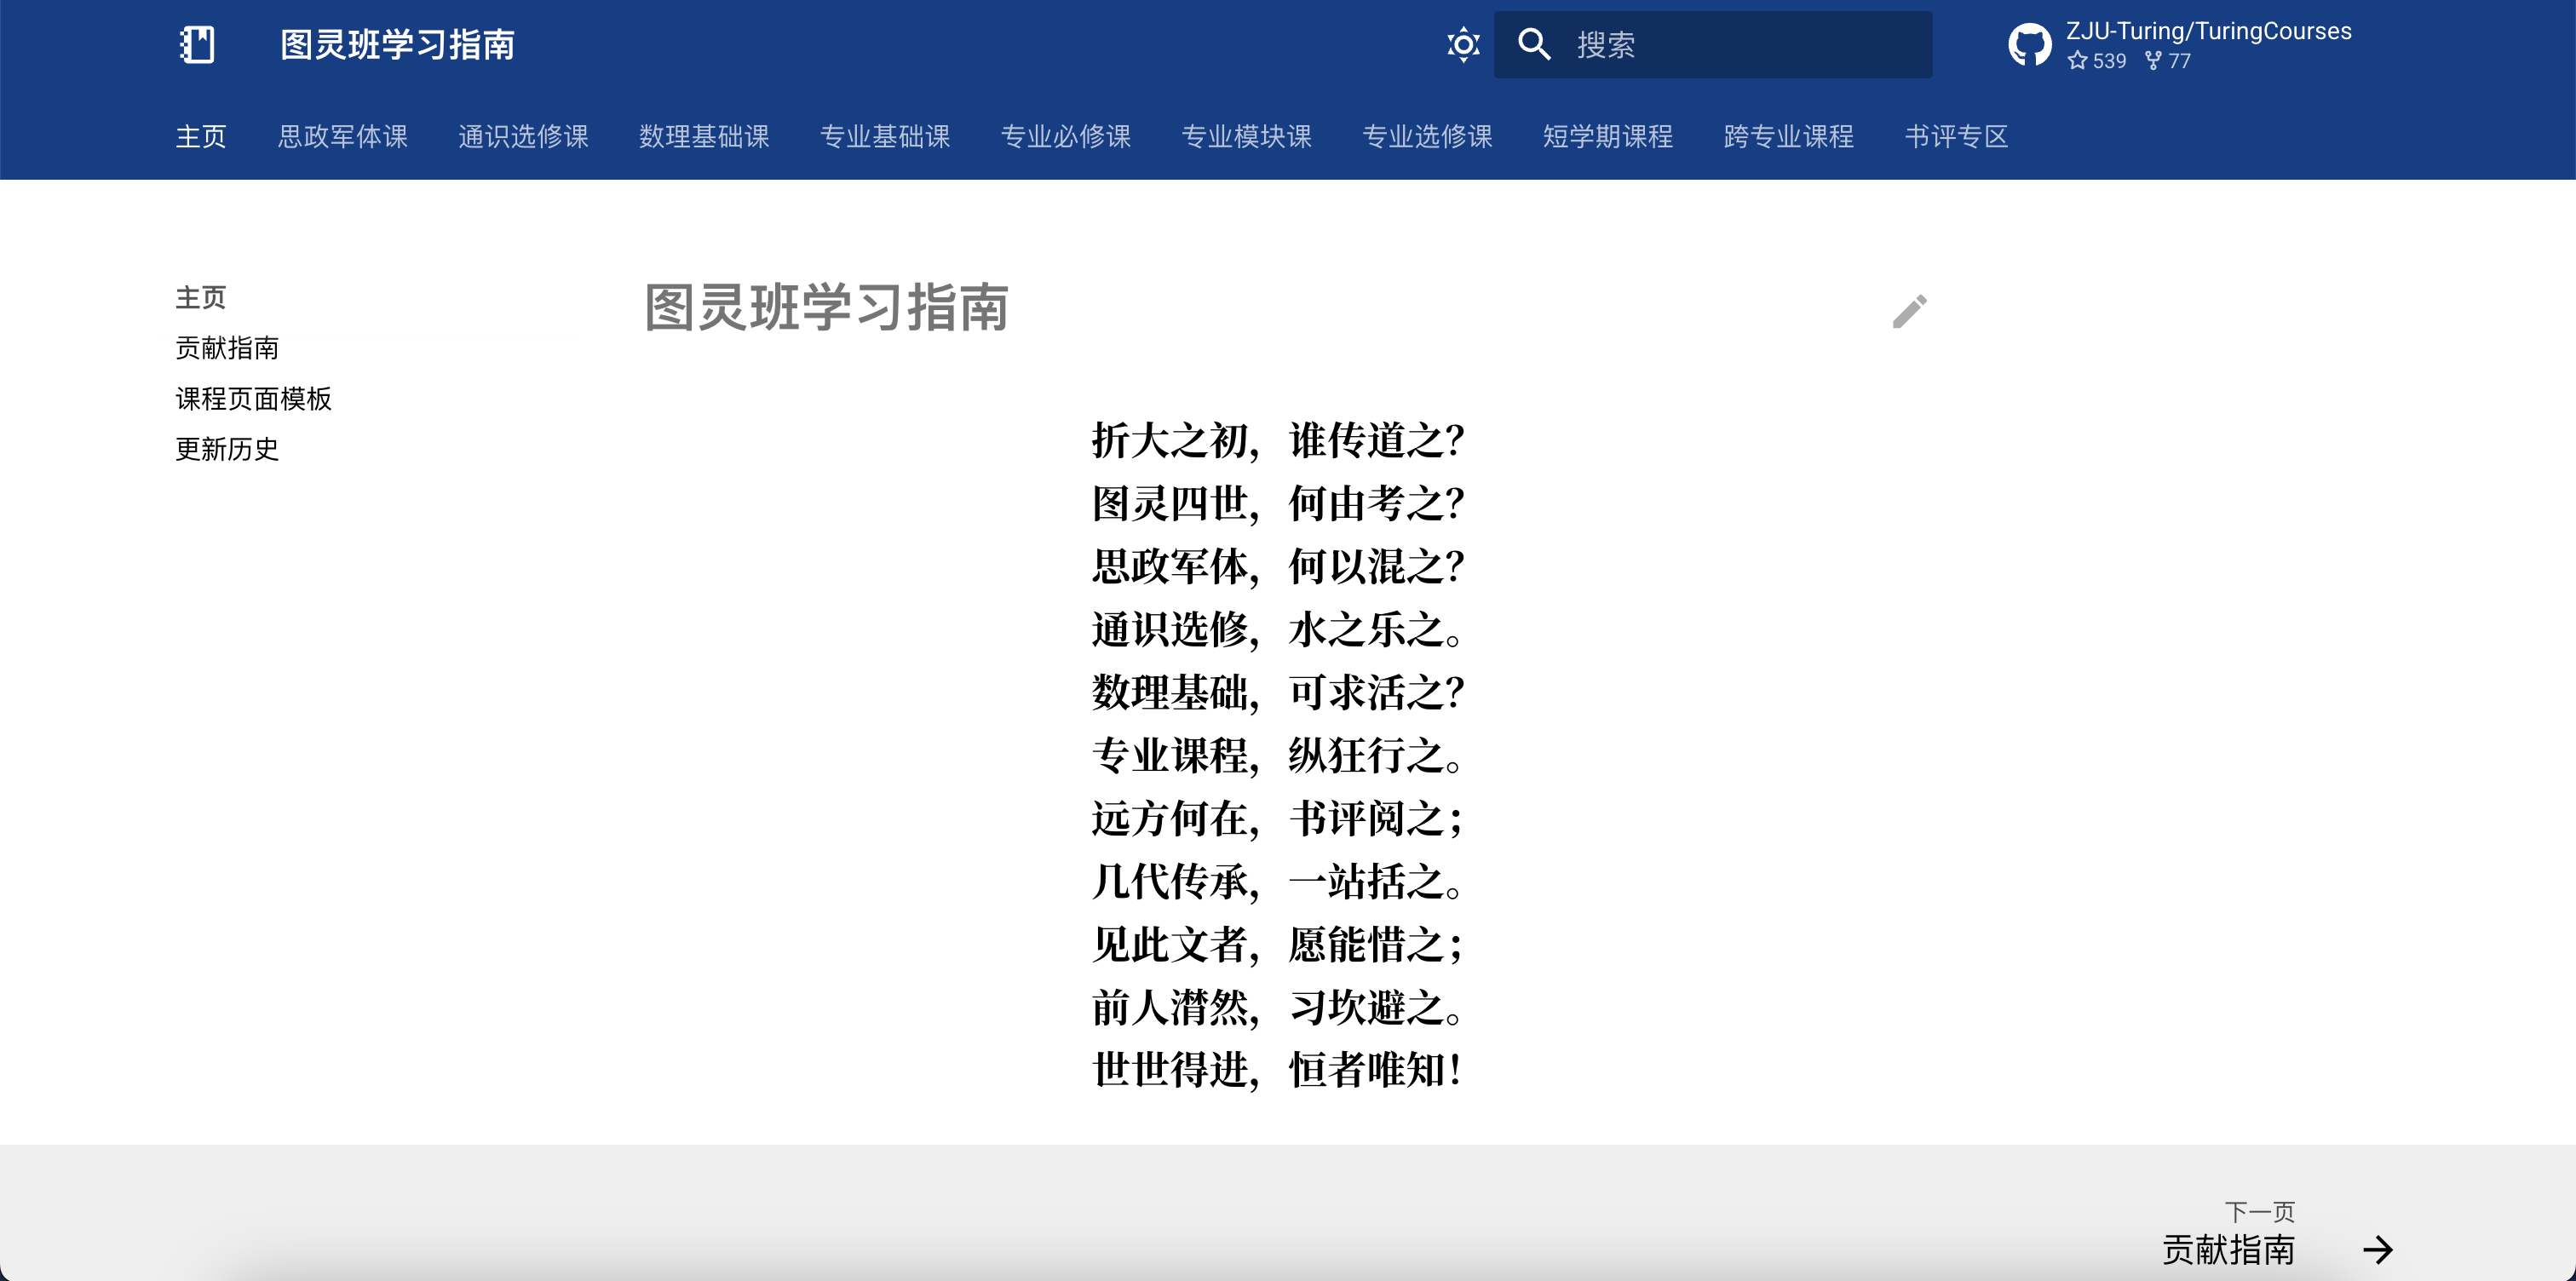 图灵班学习指南
搜索
ZJU-Turing/TuringCourses
539 77
主页 思政军体课 通识选修课 数理基础课 专业基础课 专业必修课 专业模块课 专业选修课 短学期课程 跨专业课程 书评专区
主页
贡献指南
课程页面模板
更新历史
图灵班学习指南
折大之初，谁传道之？
图灵四世，何由考之？
思政军体，何以混之？
通识选修，水之乐之。
数理基础，可求活之？
专业课程，纵狂行之。
远方何在，书评阅之；
几代传承，一站括之。
见此文者，愿能惜之；
前人潸然，习坎避之。
世世得进，恒者唯知！
下一页
贡献指南